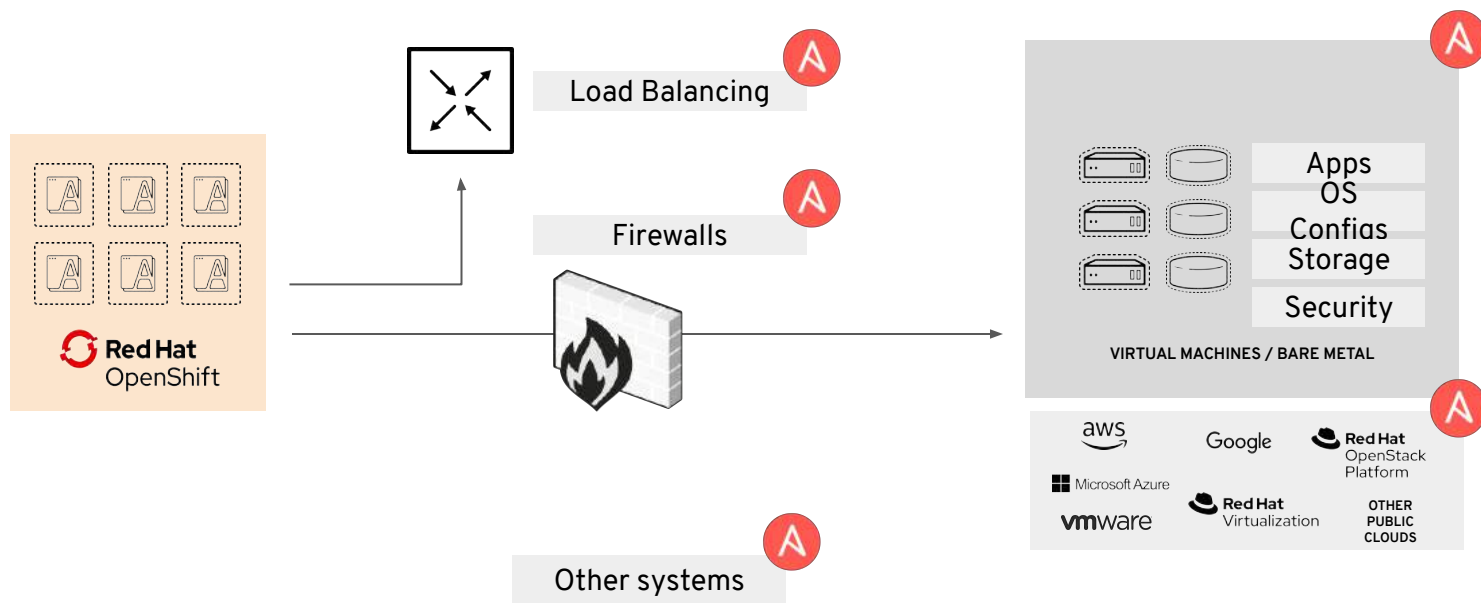 Load Balancing
Firewalls
Red Hat
OpenShift
Other systems
Apps
OS
Configs
Storage
Security
VIRTUAL MACHINES / BARE METAL
aws
Google
Red Hat
OpenStack
Platform
Microsoft Azure
vmware
Red Hat
Virtualization
OTHER
PUBLIC
CLOUDS